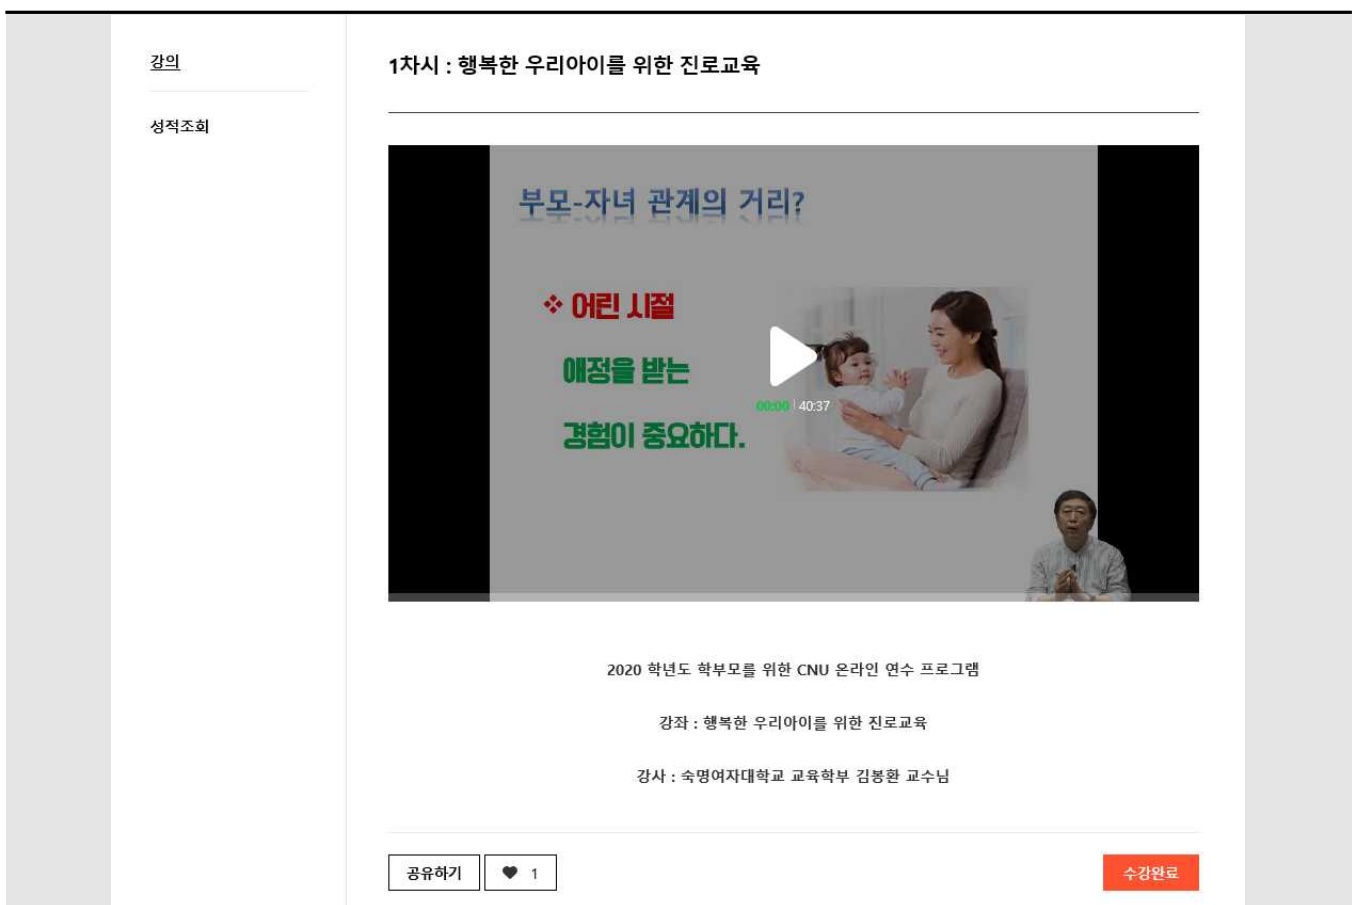 강의
성적조회
1차시 : 행복한 우리아이를 위한 진로교육
부모-자녀 관계의 거리?
❖ 어린 시절
애정을 받는
경험이 중요하다.
00:00 | 40:37
2020 학년도 학부모를 위한 CNU 온라인 연수 프로그램
강좌 : 행복한 우리아이를 위한 진로교육
강사 : 숙명여자대학교 교육학부 김봉환 교수님
공유하기 ♥ 1
수강완료